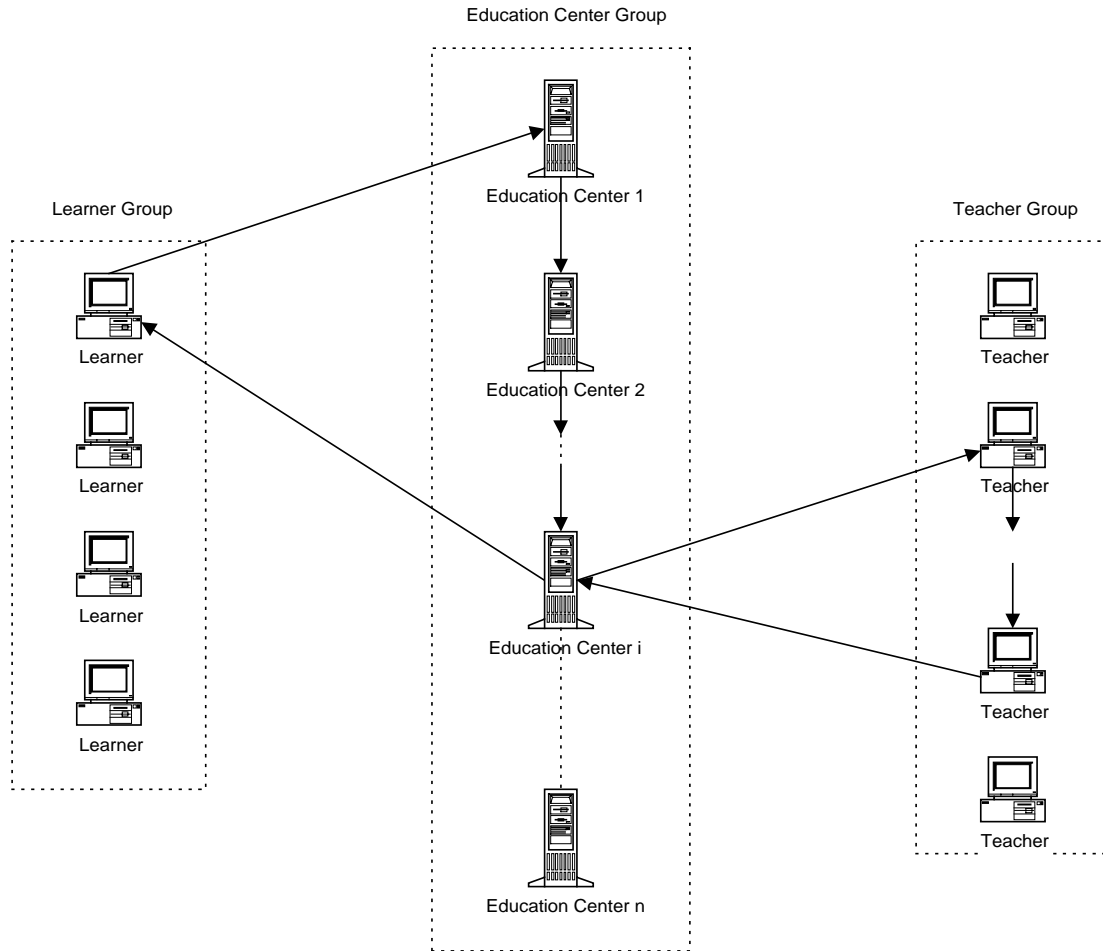 Education Center Group
Education Center 1
Learner Group
Teacher Group
Learner
Teacher
Education Center 2
Learner
Teacher
Learner
Education Center i
Teacher
Learner
Teacher
Education Center n